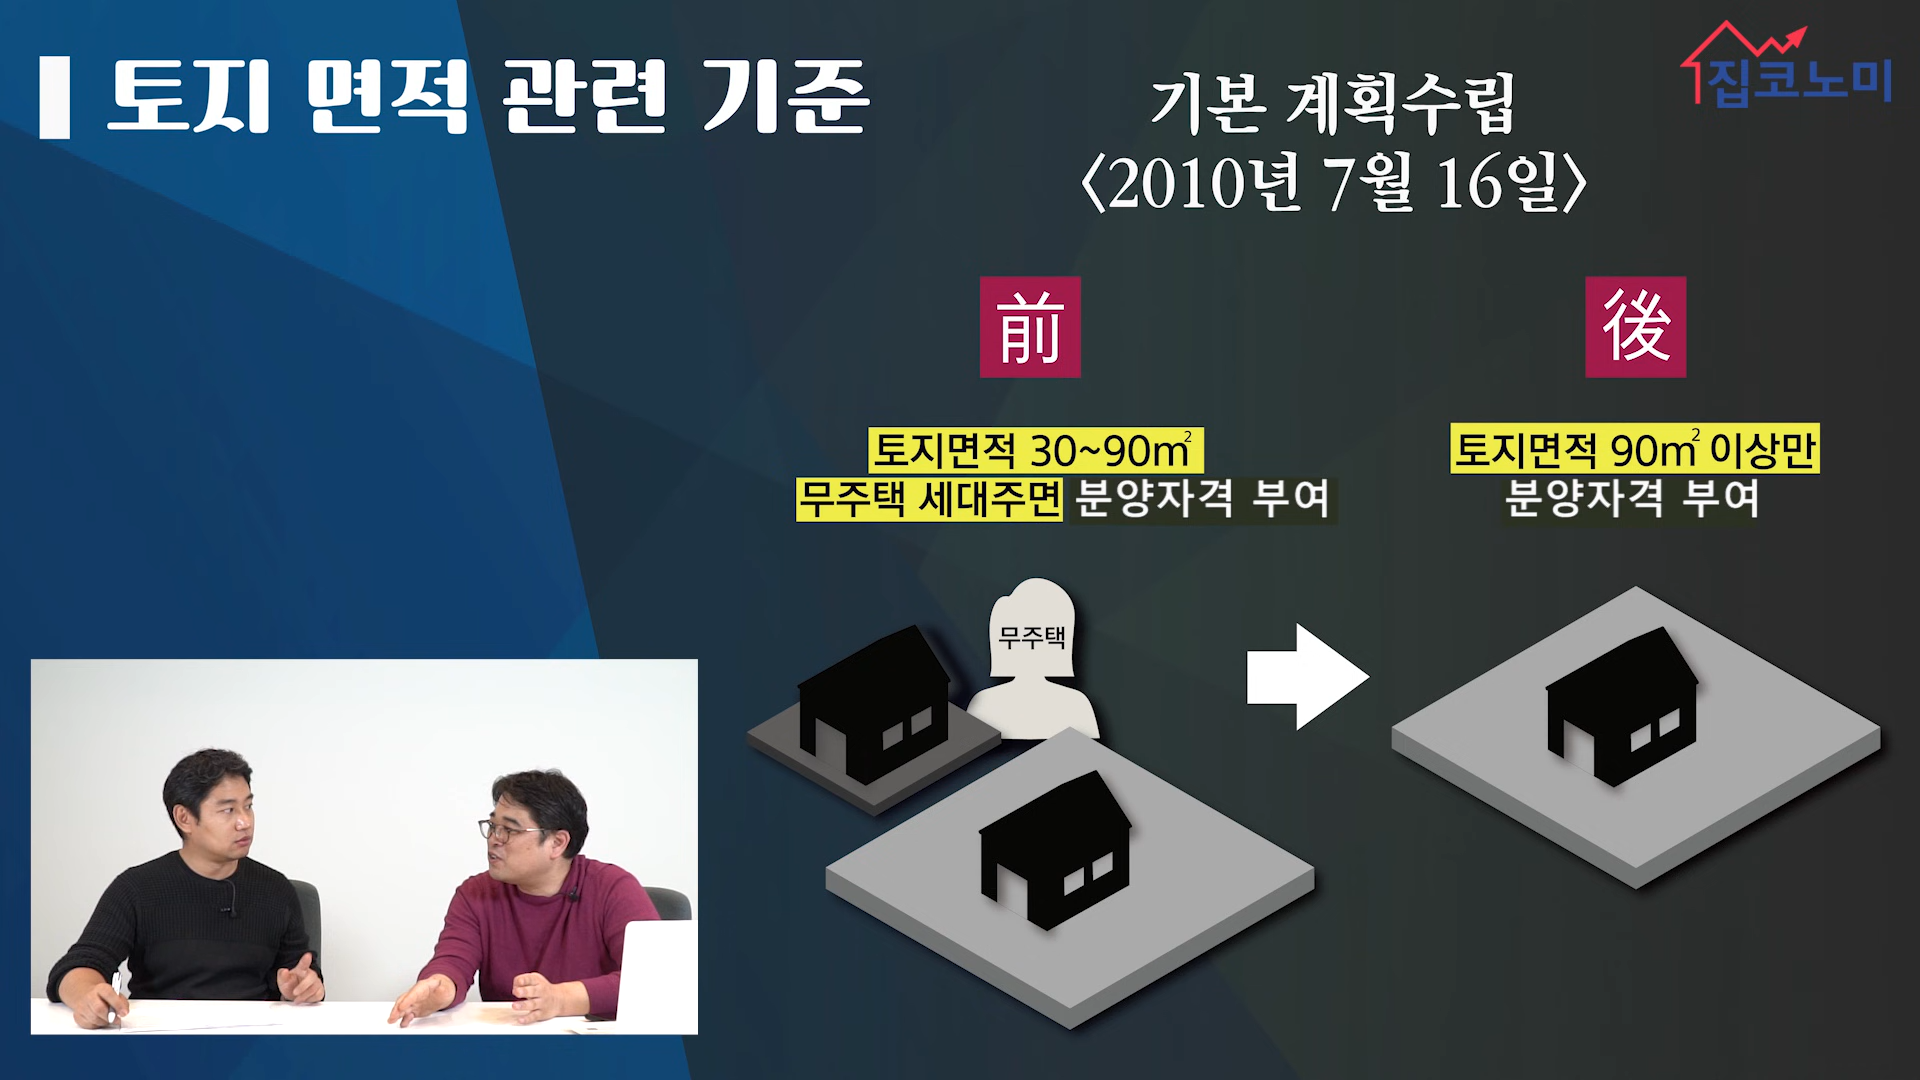 토지 면적 관련 기준
집코노미
기본 계획수립
〈2010년 7월 16일〉
前
後
토지면적 30~90㎡
무주택 세대주면 분양자격 부여
토지면적 90㎡ 이상만
분양자격 부여
무주택